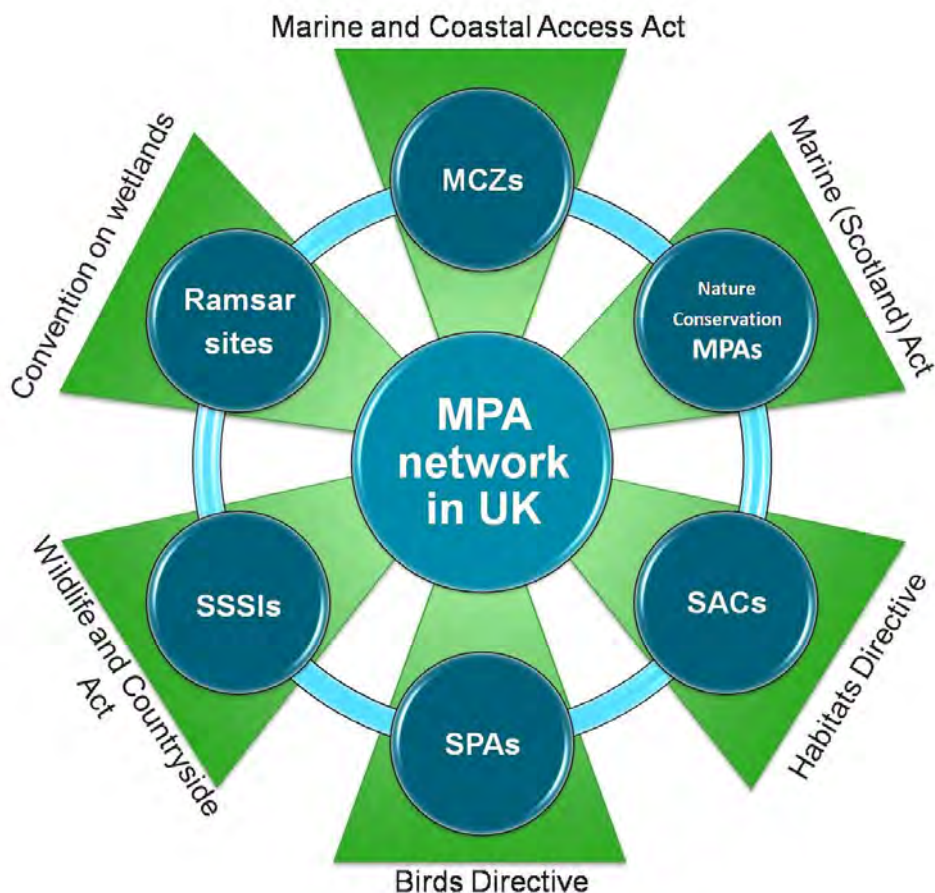 Marine and Coastal Access Act
MCZs
Marine (Scotland) Act
Nature
Conservation
MPAs
Habitats Directive
SACs
Birds Directive
SPAs
Wildlife and Countryside
Act
SSSIs
Convention on wetlands
Ramsar
sites
MPA
network
in UK